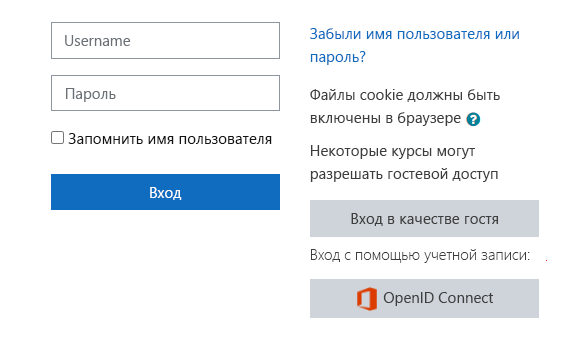 Username
Пароль
Запомнить имя пользователя
Вход
Забыли имя пользователя или
пароль?
Файлы cookie должны быть
включены в браузере ?
Некоторые курсы могут
разрешать гостевой доступ
Вход в качестве гостя
Вход с помощью учетной записи:
OpenID Connect